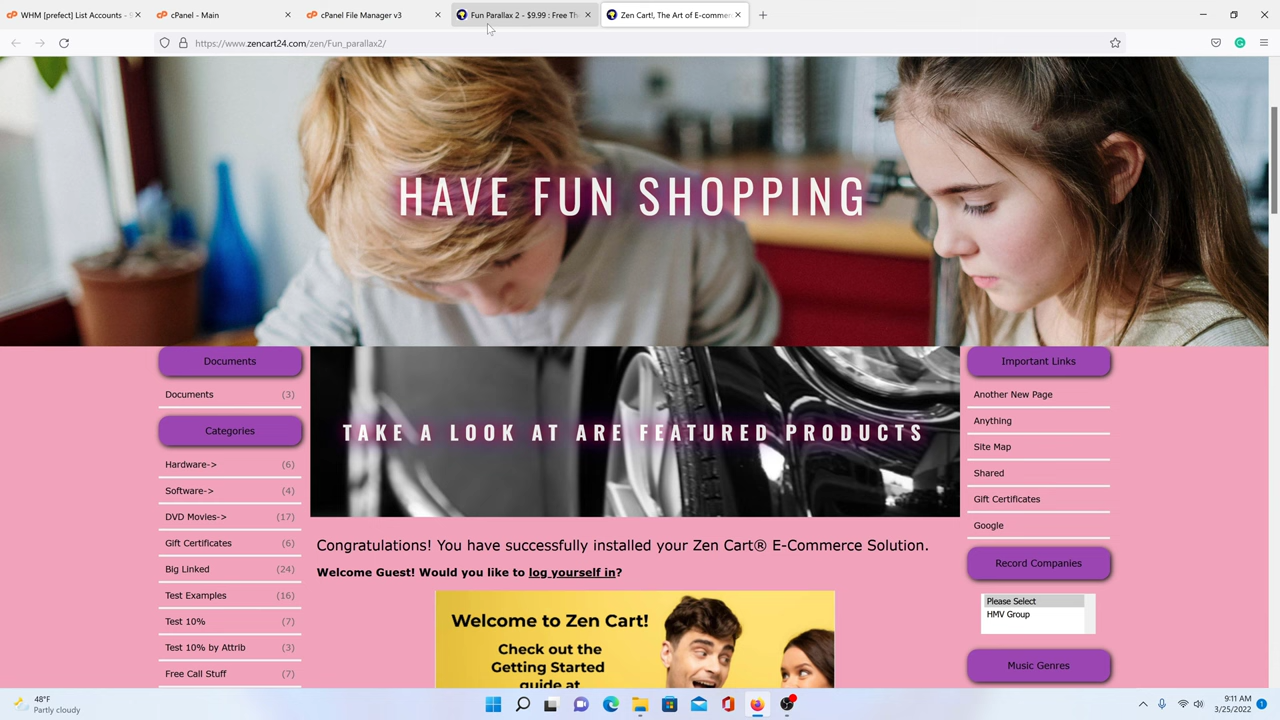 WHM [prefect] List Accounts -
cPanel - Main
cPanel File Manager v3
Fun Parallax 2 - $9.99 : Free Th
Zen Cart!, The Art of E-commer
https://www.zencart24.com/zen/Fun_parallax2/
HAVE FUN SHOPPING
Documents
Documents (3)
Categories
Hardware-> (6)
Software-> (4)
DVD Movies-> (17)
Gift Certificates (6)
Big Linked (24)
Test Examples (16)
Test 10% (7)
Test 10% by Attrib (3)
Free Call Stuff (7)
TAKE A LOOK AT ARE FEATURED PRODUCTS
Congratulations! You have successfully installed your Zen Cart® E-Commerce Solution.
Welcome Guest! Would you like to log yourself in?
Welcome to Zen Cart!
Check out the
Getting Started
guide at
Important Links
Another New Page
Anything
Site Map
Shared
Gift Certificates
Google
Record Companies
Please Select
HMV Group
Music Genres
48°F
Partly cloudy
9:11 AM
3/25/2022